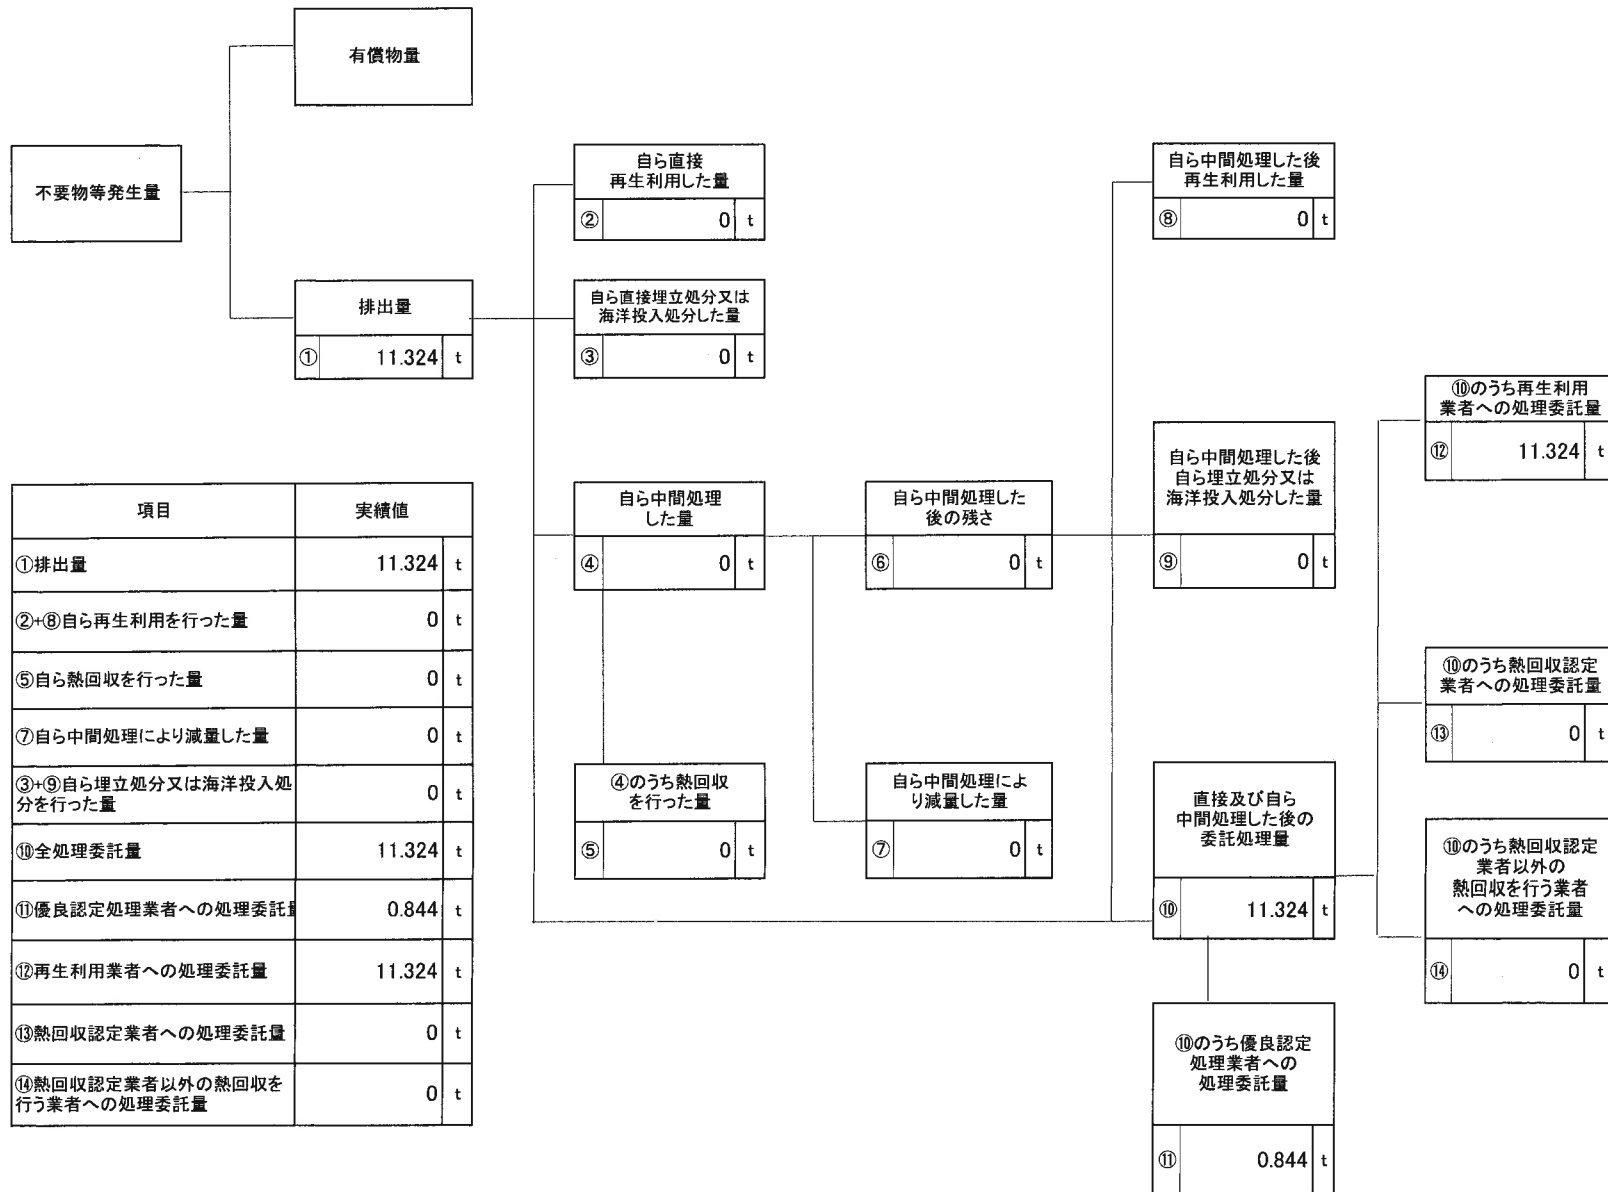 有償物量
不要物等発生量
排出量
① 11.324 t
自ら直接
再生利用した量
② 0 t
自ら直接埋立処分又は
海洋投入処分した量
③ 0 t
自ら中間処理
した量
④ 0 t
④のうち熱回収
を行った量
⑤ 0 t
自ら中間処理した
後の残さ
⑥ 0 t
自ら中間処理によ
り減量した量
⑦ 0 t
自ら中間処理した後
再生利用した量
⑧ 0 t
自ら中間処理した後
自ら埋立処分又は
海洋投入処分した量
⑨ 0 t
直接及び自ら
中間処理した後の
委託処理量
⑩ 11.324 t
⑩のうち優良認定
処理業者への
処理委託量
⑪ 0.844 t
⑩のうち再生利用
業者への処理委託量
⑫ 11.324 t
⑩のうち熱回収認定
業者への処理委託量
⑬ 0 t
⑩のうち熱回収認定
業者以外の
熱回収を行う業者
への処理委託量
⑭ 0 t
項目 実績値
①排出量 11.324 t
②+⑧自ら再生利用を行った量 0 t
⑤自ら熱回収を行った量 0 t
⑦自ら中間処理により減量した量 0 t
③+⑨自ら埋立処分又は海洋投入処
分を行った量 0 t
⑩全処理委託量 11.324 t
⑪優良認定処理業者への処理委託量 0.844 t
⑫再生利用業者への処理委託量 11.324 t
⑬熱回収認定業者への処理委託量 0 t
⑭熱回収認定業者以外の熱回収を
行う業者への処理委託量 0 t